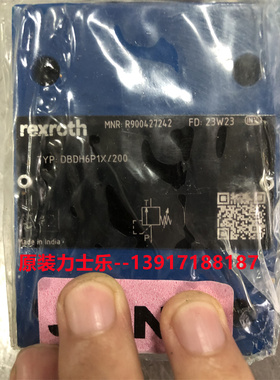 rexroth
MNR: R900427242 FD: 23W23
TYP: DBDH6P1X/200
P
Made in India
原装力士乐--13917188187